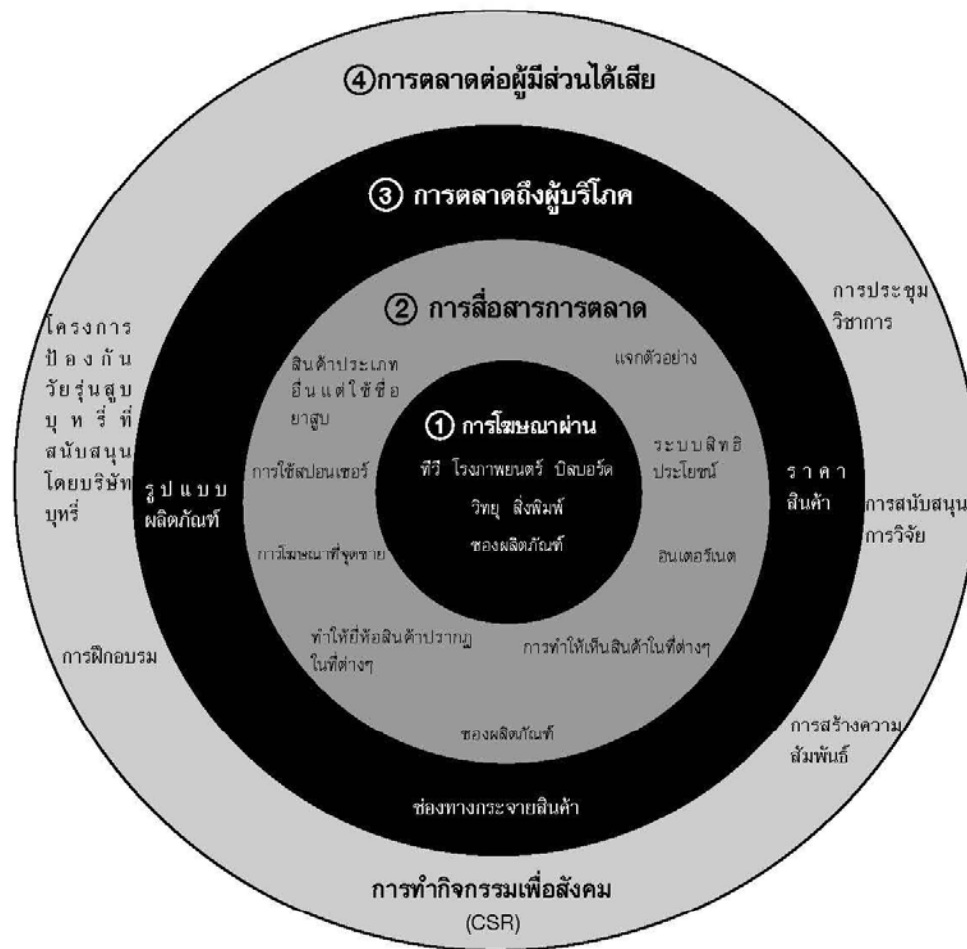 ④การตลาดต่อผู้มีส่วนได้เสีย
③ การตลาดถึงผู้บริโภค
② การสื่อสารการตลาด
① การโฆษณาผ่าน
ทีวี โรงภาพยนตร์ บิลบอร์ด
วิทยุ สิ่งพิมพ์
ซองผลิตภัณฑ์
สินค้าประเภท
อื่นแต่ใช้ชื่อ
ยาสูบ
การใช้สปอนเซอร์
การโฆษณาที่จุดขาย
ทำให้ยี่ห้อสินค้าปรากฏ
ในที่ต่างๆ
ซองผลิตภัณฑ์
การทำให้เห็นสินค้าในที่ต่างๆ
อินเตอร์เนต
ระบบสิทธิ
ประโยชน์
แจกตัวอย่าง
รูปแบบ
ผลิตภัณฑ์
ราคา
สินค้า
ช่องทางกระจายสินค้า
โครงการ
ป้องกัน
วัยรุ่นสูบ
บุหรี่ที่
สนับสนุน
โดยบริษัท
บุหรี่
การฝึกอบรม
การประชุม
วิชาการ
การสนับสนุน
การวิจัย
การสร้างความ
สัมพันธ์
การทำกิจกรรมเพื่อสังคม
(CSR)